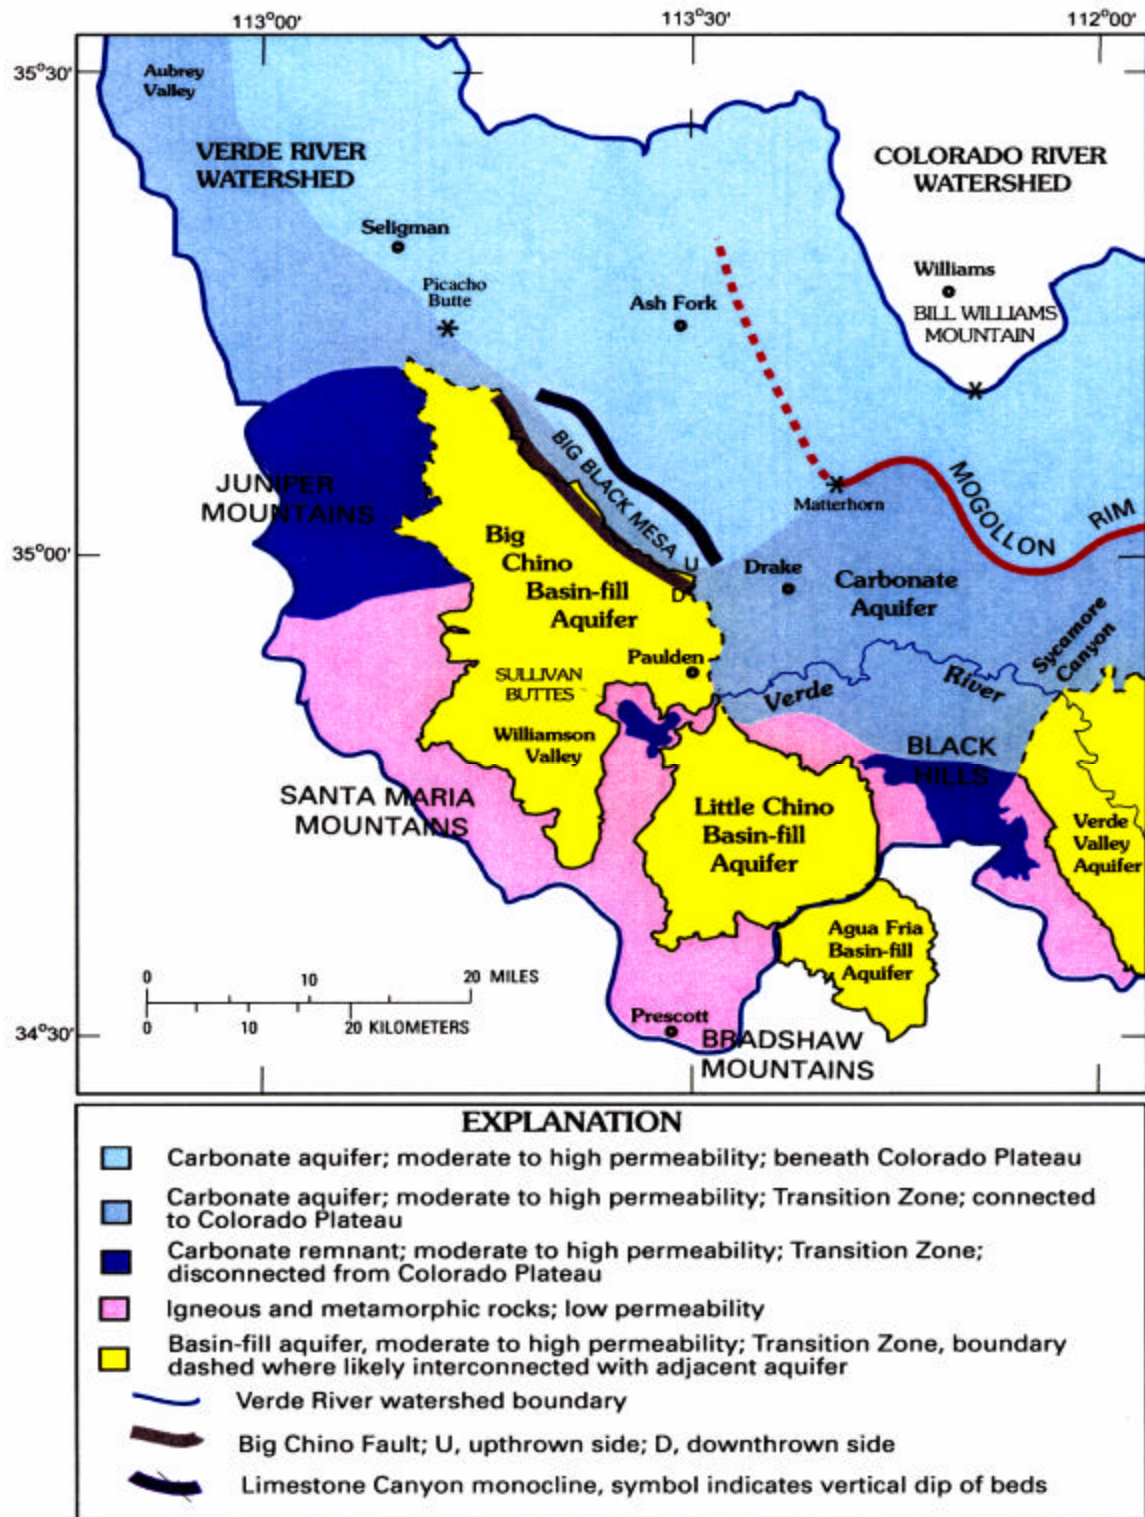 113°00'
113°30'
112°00'
35°30'
Aubrey
Valley
VERDE RIVER
WATERSHED
COLORADO RIVER
WATERSHED
Seligman
Picacho
Butte
Ash Fork
Williams
BILL WILLIAMS
MOUNTAIN
BIG BLACK MESA
JUNIPER
MOUNTAINS
Matterhorn
MOGOLLON
RIM
35°00'
Big
Chino
Basin-fill
Aquifer
U
D
Drake
Carbonate
Aquifer
Sycamore
Canyon
Paulden
SULLIVAN
BUTTES
Verde
River
Williamson
Valley
BLACK
HILLS
SANTA MARIA
MOUNTAINS
Little Chino
Basin-fill
Aquifer
Verde
Valley
Aquifer
Agua Fria
Basin-fill
Aquifer
0 10 20 MILES
0 10 20 KILOMETERS
Prescott
34°30'
BRADSHAW
MOUNTAINS
EXPLANATION
Carbonate aquifer; moderate to high permeability; beneath Colorado Plateau
Carbonate aquifer; moderate to high permeability; Transition Zone; connected
to Colorado Plateau
Carbonate remnant; moderate to high permeability; Transition Zone;
disconnected from Colorado Plateau
Igneous and metamorphic rocks; low permeability
Basin-fill aquifer, moderate to high permeability; Transition Zone, boundary
dashed where likely interconnected with adjacent aquifer
Verde River watershed boundary
Big Chino Fault; U, upthrown side; D, downthrown side
Limestone Canyon monocline, symbol indicates vertical dip of beds